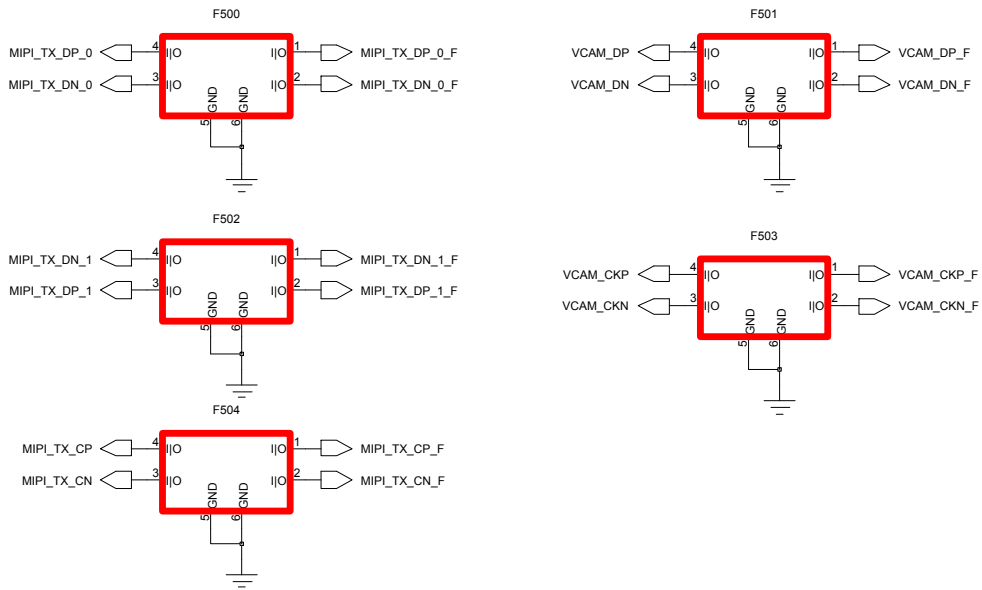 F500
MIPI_TX_DP_0 4 I|O I|O 1 MIPI_TX_DP_0_F
MIPI_TX_DN_0 3 I|O I|O 2 MIPI_TX_DN_0_F
GND GND
5 6
F501
VCAM_DP 4 I|O I|O 1 VCAM_DP_F
VCAM_DN 3 I|O I|O 2 VCAM_DN_F
GND GND
5 6
F502
MIPI_TX_DN_1 4 I|O I|O 1 MIPI_TX_DN_1_F
MIPI_TX_DP_1 3 I|O I|O 2 MIPI_TX_DP_1_F
GND GND
5 6
F503
VCAM_CKP 4 I|O I|O 1 VCAM_CKP_F
VCAM_CKN 3 I|O I|O 2 VCAM_CKN_F
GND GND
5 6
F504
MIPI_TX_CP 4 I|O I|O 1 MIPI_TX_CP_F
MIPI_TX_CN 3 I|O I|O 2 MIPI_TX_CN_F
GND GND
5 6